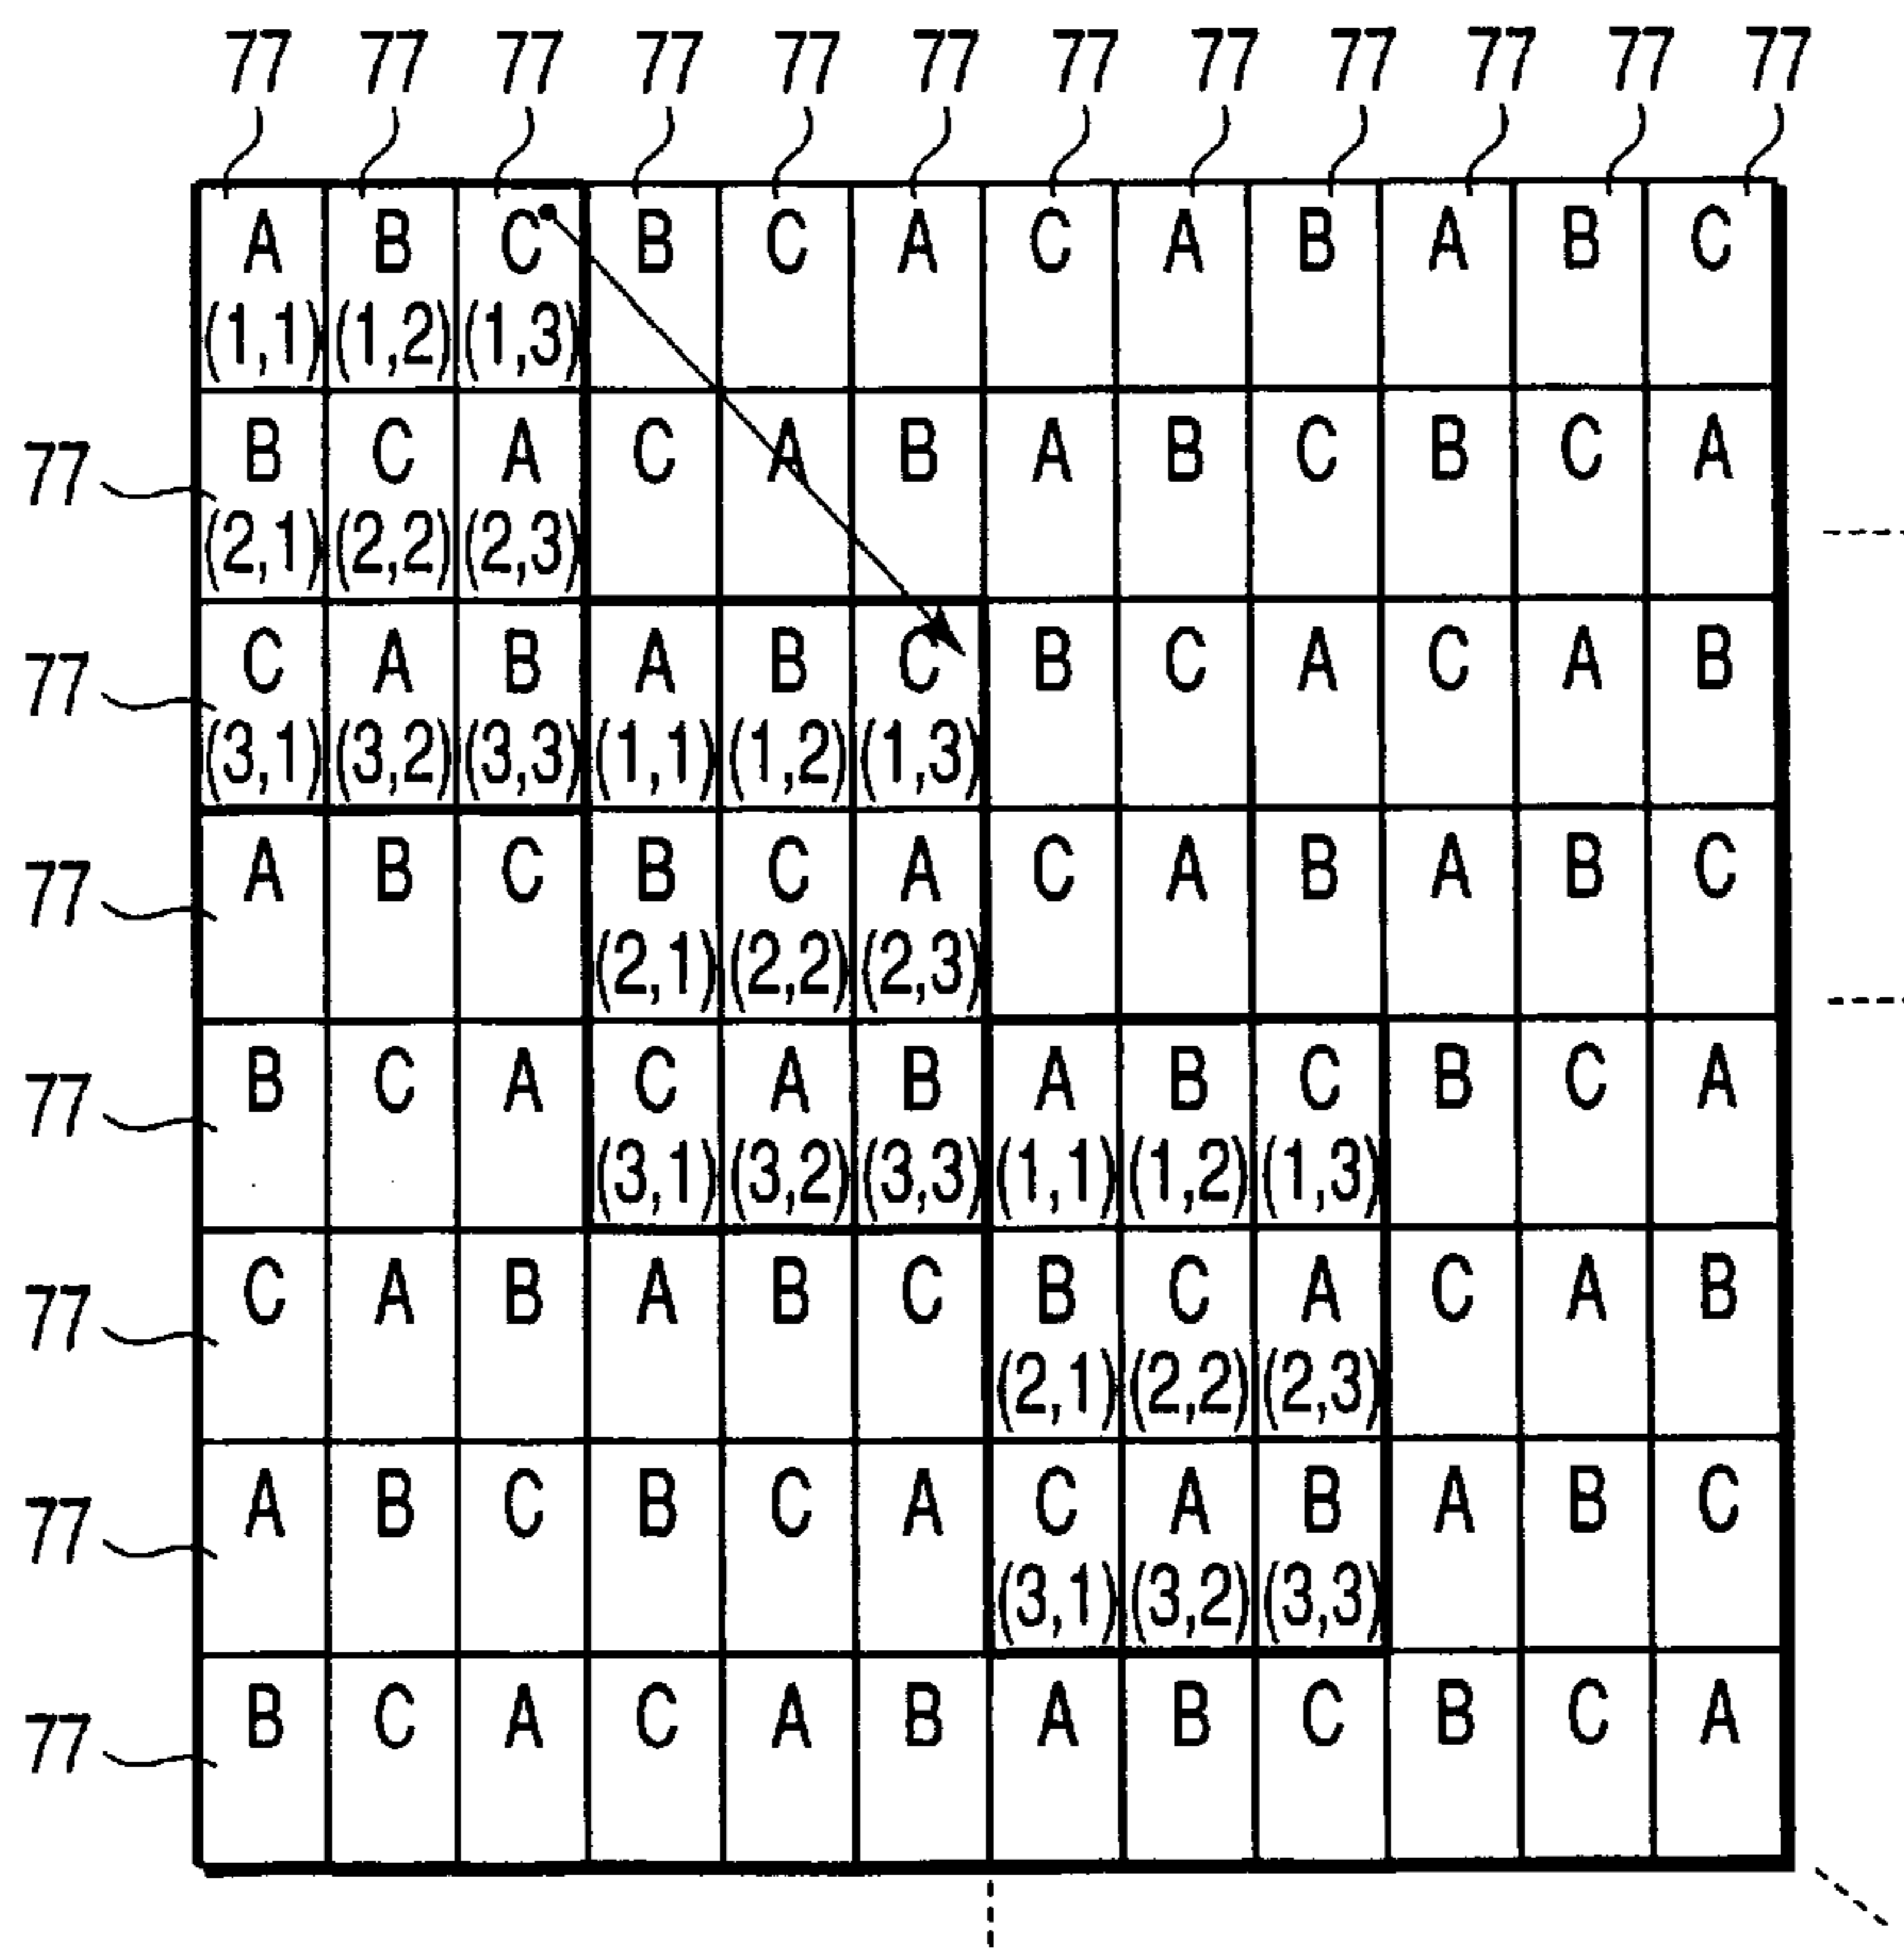 77 77 77 77 77 77 77 77 77 77 77 77
A B C B C A C A B A B C
(1,1) (1,2) (1,3)
77 B C A C A B A B C B C A
(2,1) (2,2) (2,3)
77 C A B A B C B C A C A B
(3,1) (3,2) (3,3) (1,1) (1,2) (1,3)
77 A B C B C A C A B A B C
(2,1) (2,2) (2,3)
77 B C A C A B A B C B C A
(3,1) (3,2) (3,3) (1,1) (1,2) (1,3)
77 C A B A B C B C A C A B
(2,1) (2,2) (2,3)
77 A B C B C A C A B A B C
(3,1) (3,2) (3,3)
77 B C A C A B A B C B C A